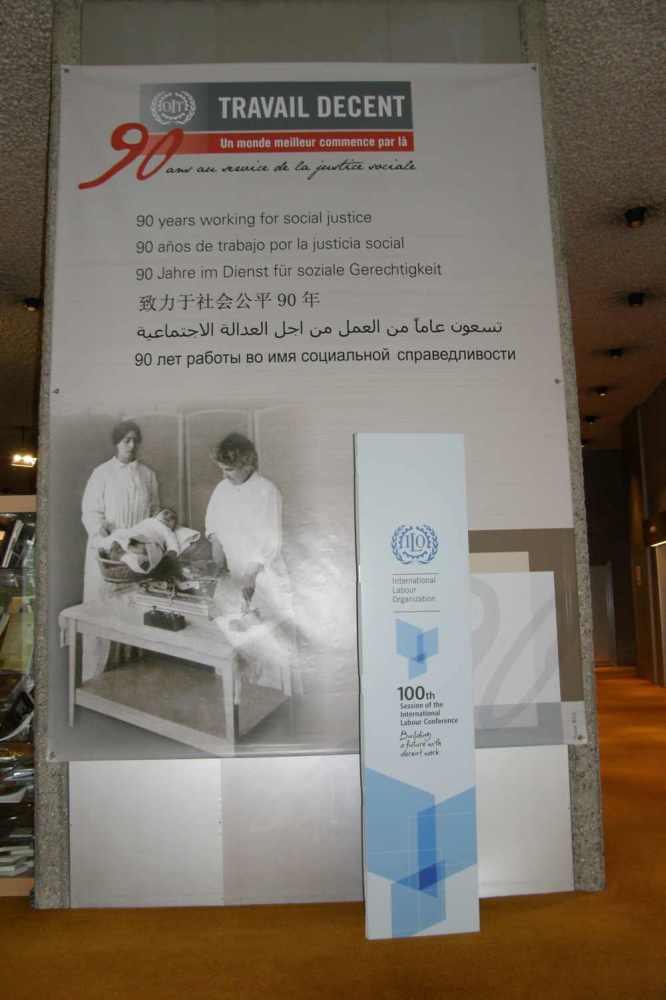 OIT
TRAVAIL DECENT
Un monde meilleur commence par là
90 ans au service de la justice sociale
90 years working for social justice
90 años de trabajo por la justicia social
90 Jahre im Dienst für soziale Gerechtigkeit
致力于社会公平 90 年
تسعون عاماً من العمل من اجل العدالة الاجتماعية
90 лет работы во имя социальной справедливости
ILO
International
Labour
Organization
100th
Session of the
International
Labour Conference
Building
a future with
decent work
90